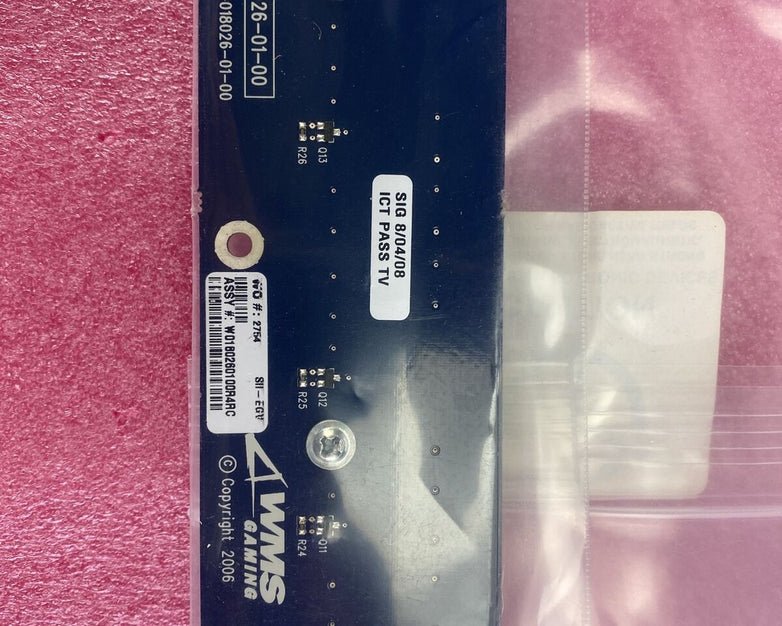 26-01-00
018026-01-00
Q13
R26
SIG 8/04/08
ICT PASS TV
WO #: 2754
SII-EGV
ASSY #: W0180260100R4RC
Q12
R25
WMS
GAMING
© Copyright 2006
Q11
R24